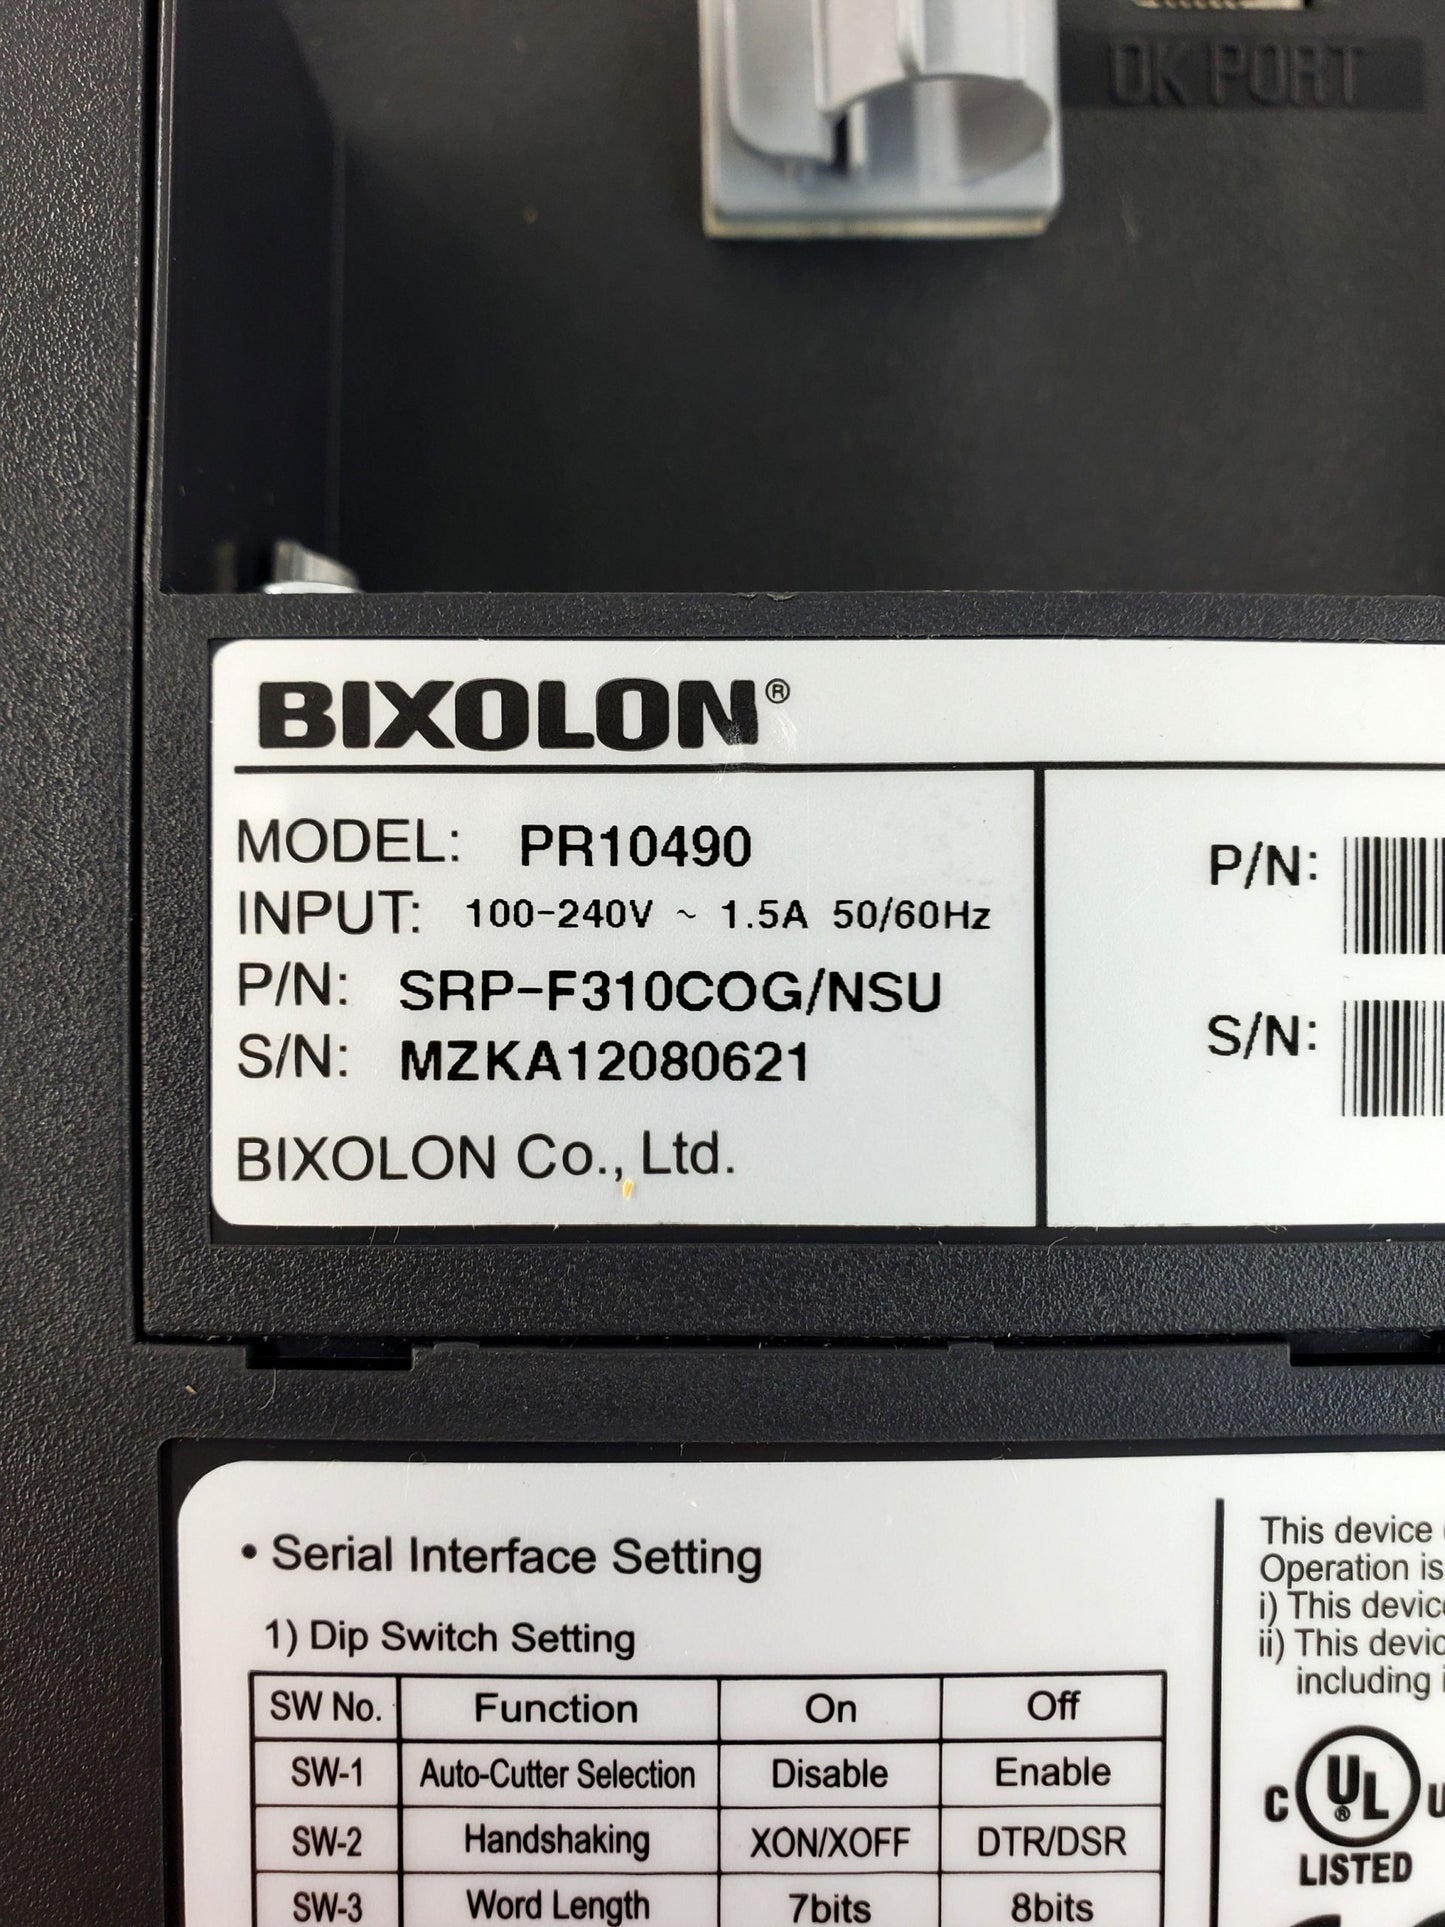 DK PORT
BIXOLON®
MODEL: PR10490
INPUT: 100-240V ~ 1.5A 50/60Hz
P/N: SRP-F310COG/NSU
S/N: MZKA12080621
BIXOLON Co., Ltd.
P/N:
S/N:
• Serial Interface Setting
1) Dip Switch Setting
SW No. Function On Off
SW-1 Auto-Cutter Selection Disable Enable
SW-2 Handshaking XON/XOFF DTR/DSR
SW-3 Word Length 7bits 8bits
This device
Operation is
i) This devic
ii) This devic
including i
C UL® U
LISTED